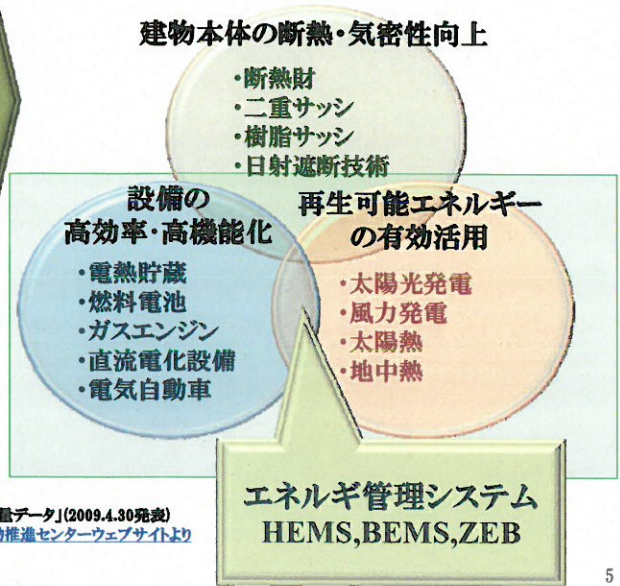 建物本体の断熱・気密性向上
・断熱財
・二重サッシ
・樹脂サッシ
・日射遮断技術
設備の
高効率・高機能化
・電熱貯蔵
・燃料電池
・ガスエンジン
・直流電化設備
・電気自動車
再生可能エネルギー
の有効活用
・太陽光発電
・風力発電
・太陽熱
・地中熱
エネルギ管理システム
HEMS,BEMS,ZEB
量データ」(2009.4.30発表)
推進センターウェブサイトより
5